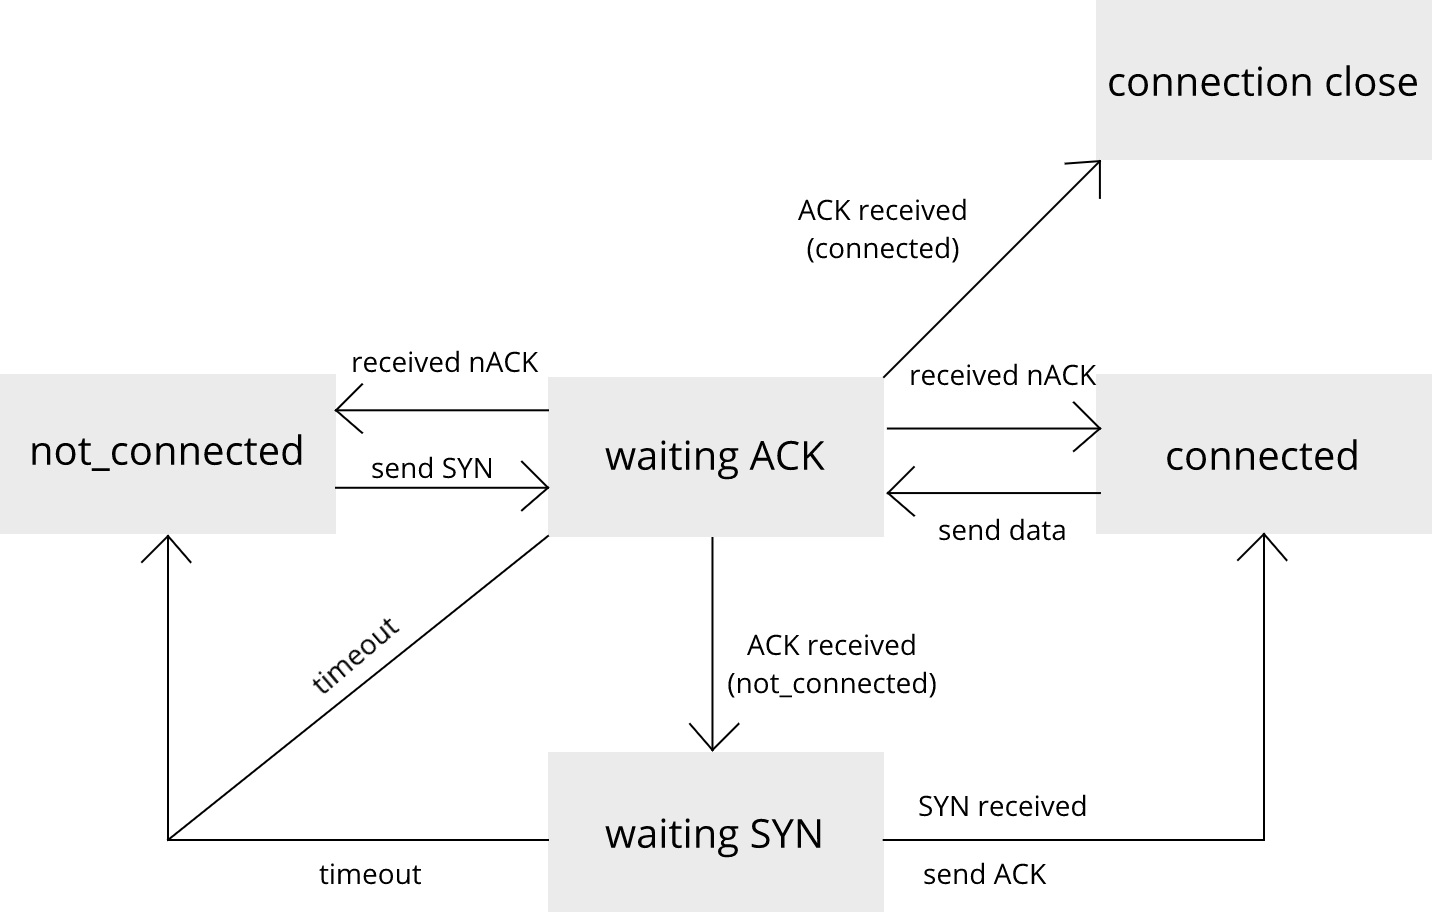 connection close
ACK received
(connected)
received nACK
received nACK
not_connected
send SYN
waiting ACK
connected
send data
timeout
ACK received
(not_connected)
waiting SYN
SYN received
timeout
send ACK